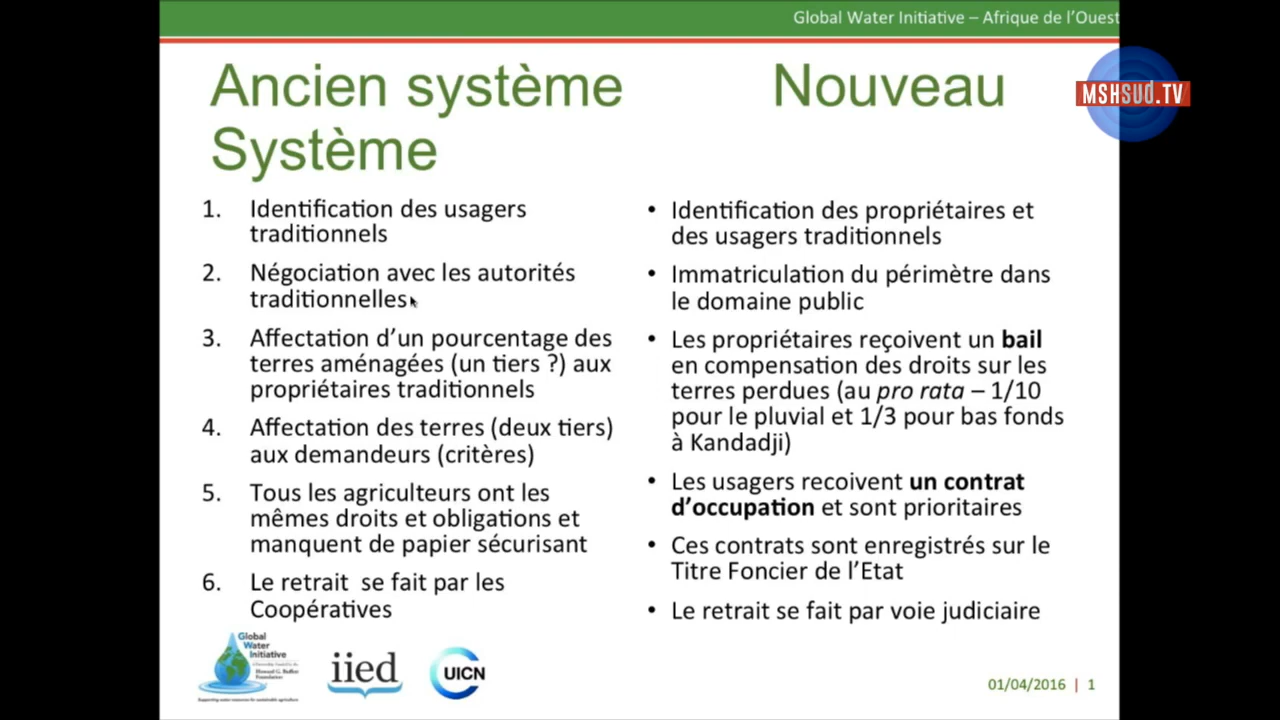 Global Water Initiative – Afrique de l'Ouest
MSHSUD.TV
Ancien système Nouveau
Système
1. Identification des usagers
traditionnels
2. Négociation avec les autorités
traditionnelles
3. Affectation d'un pourcentage des
terres aménagées (un tiers ?) aux
propriétaires traditionnels
4. Affectation des terres (deux tiers)
aux demandeurs (critères)
5. Tous les agriculteurs ont les
mêmes droits et obligations et
manquent de papier sécurisant
6. Le retrait se fait par les
Coopératives
• Identification des propriétaires et
des usagers traditionnels
• Immatriculation du périmètre dans
le domaine public
• Les propriétaires reçoivent un bail
en compensation des droits sur les
terres perdues (au pro rata – 1/10
pour le pluvial et 1/3 pour bas fonds
à Kandadji)
• Les usagers recoivent un contrat
d'occupation et sont prioritaires
• Ces contrats sont enregistrés sur le
Titre Foncier de l'Etat
• Le retrait se fait par voie judiciaire
Global
Water
Initiative
Howard G. Buffett
Foundation
iied
UICN
01/04/2016 | 1